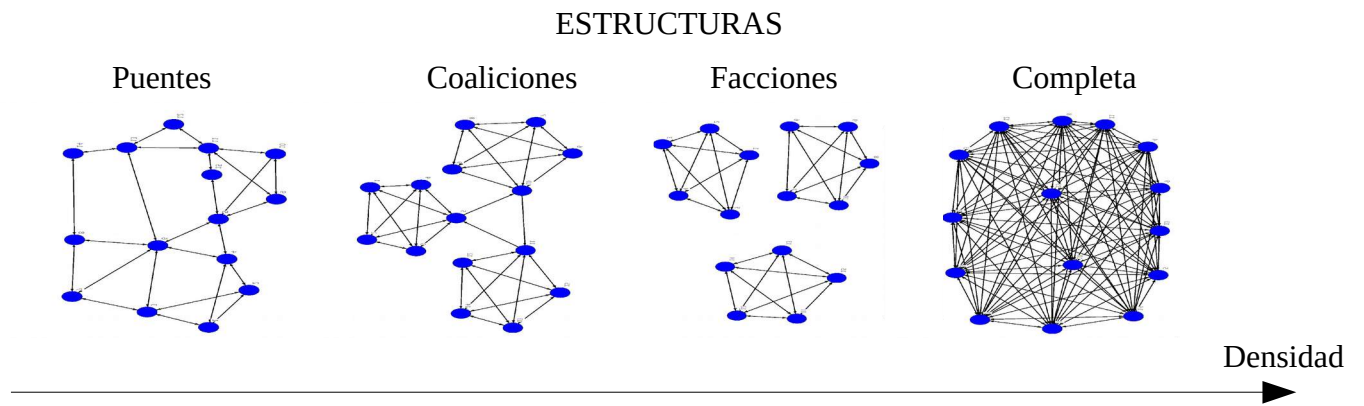 ESTRUCTURAS
Puentes
Coaliciones
Facciones
Completa
Densidad